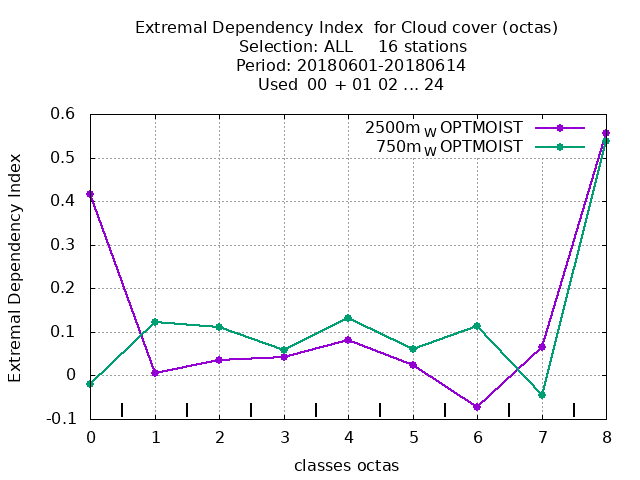 Extremal Dependency Index for Cloud cover (octas)
Selection: ALL 16 stations
Period: 20180601-20180614
Used 00 + 01 02 ... 24
2500m W OPTMOIST
750m W OPTMOIST
Extremal Dependency Index
0.6
0.5
0.4
0.3
0.2
0.1
0
-0.1
0 1 2 3 4 5 6 7 8
classes octas